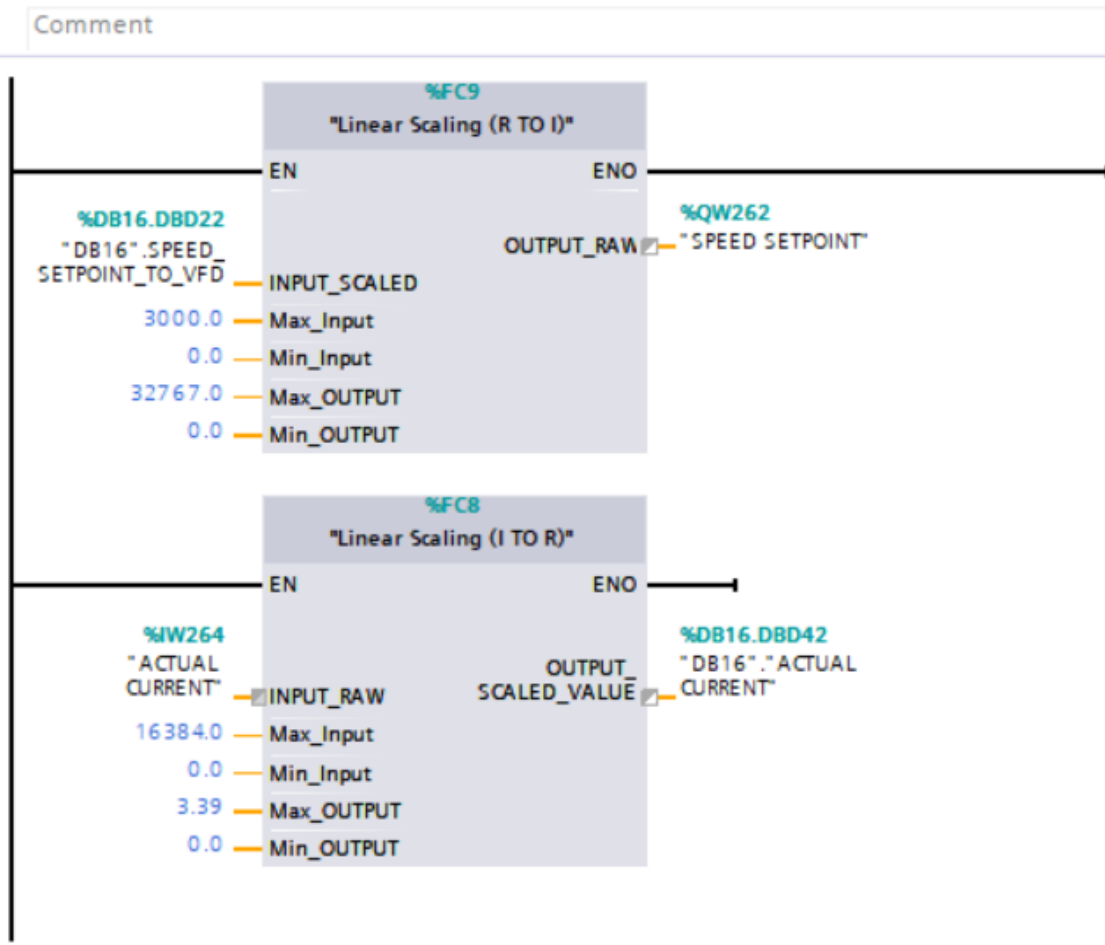 Comment
%FC9
"Linear Scaling (R TO I)"
EN ENO
%DB16.DBD22
"DB16".SPEED_
SETPOINT_TO_VFD
INPUT_SCALED
%QW262
OUTPUT_RAW "SPEED SETPOINT"
3000.0 Max_Input
0.0 Min_Input
32767.0 Max_OUTPUT
0.0 Min_OUTPUT
%FC8
"Linear Scaling (I TO R)"
EN ENO
%IW264
"ACTUAL
CURRENT"
INPUT_RAW
OUTPUT_
SCALED_VALUE
%DB16.DBD42
"DB16"."ACTUAL
CURRENT"
16384.0 Max_Input
0.0 Min_Input
3.39 Max_OUTPUT
0.0 Min_OUTPUT